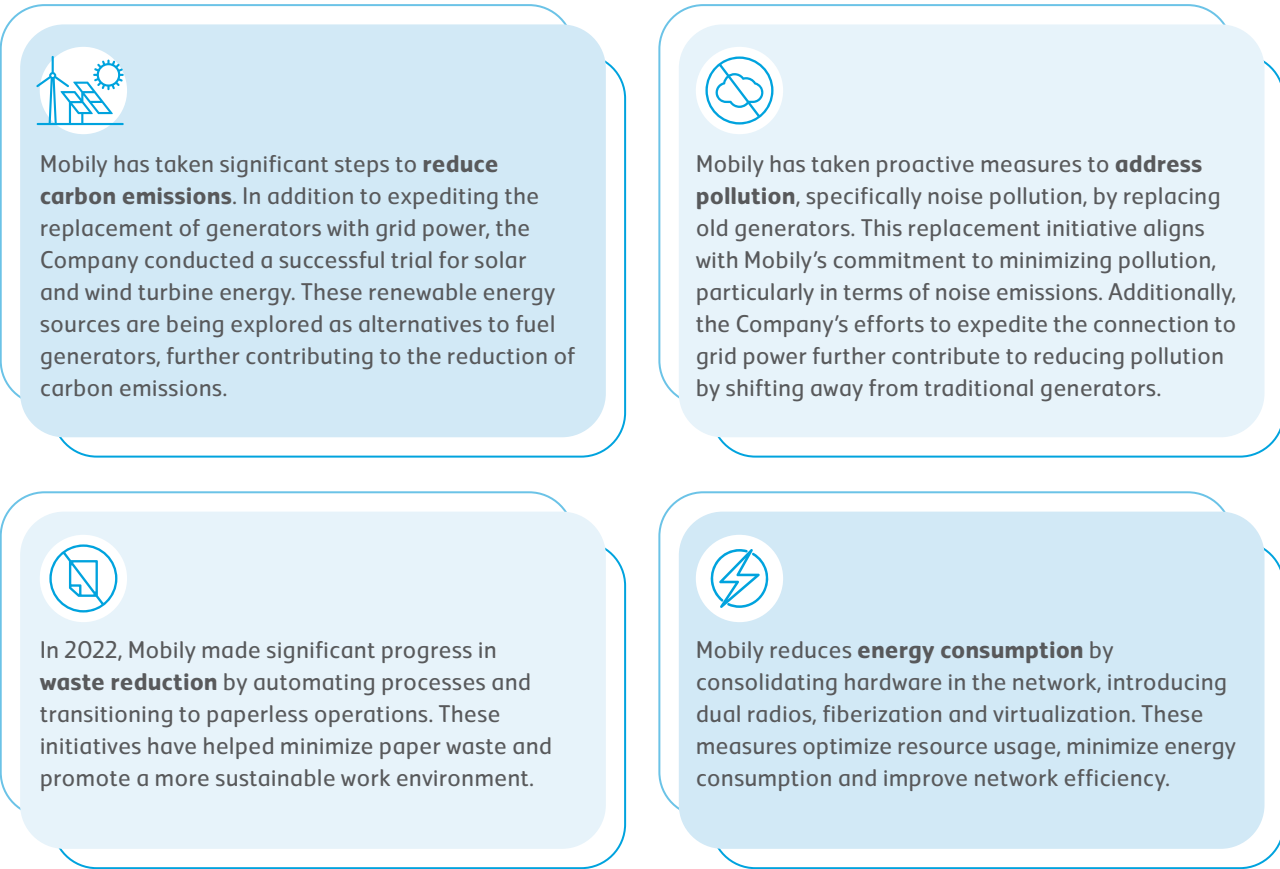 Mobily has taken significant steps to reduce
carbon emissions. In addition to expediting the
replacement of generators with grid power, the
Company conducted a successful trial for solar
and wind turbine energy. These renewable energy
sources are being explored as alternatives to fuel
generators, further contributing to the reduction of
carbon emissions.
Mobily has taken proactive measures to address
pollution, specifically noise pollution, by replacing
old generators. This replacement initiative aligns
with Mobily’s commitment to minimizing pollution,
particularly in terms of noise emissions. Additionally,
the Company’s efforts to expedite the connection to
grid power further contribute to reducing pollution
by shifting away from traditional generators.
In 2022, Mobily made significant progress in
waste reduction by automating processes and
transitioning to paperless operations. These
initiatives have helped minimize paper waste and
promote a more sustainable work environment.
Mobily reduces energy consumption by
consolidating hardware in the network, introducing
dual radios, fiberization and virtualization. These
measures optimize resource usage, minimize energy
consumption and improve network efficiency.